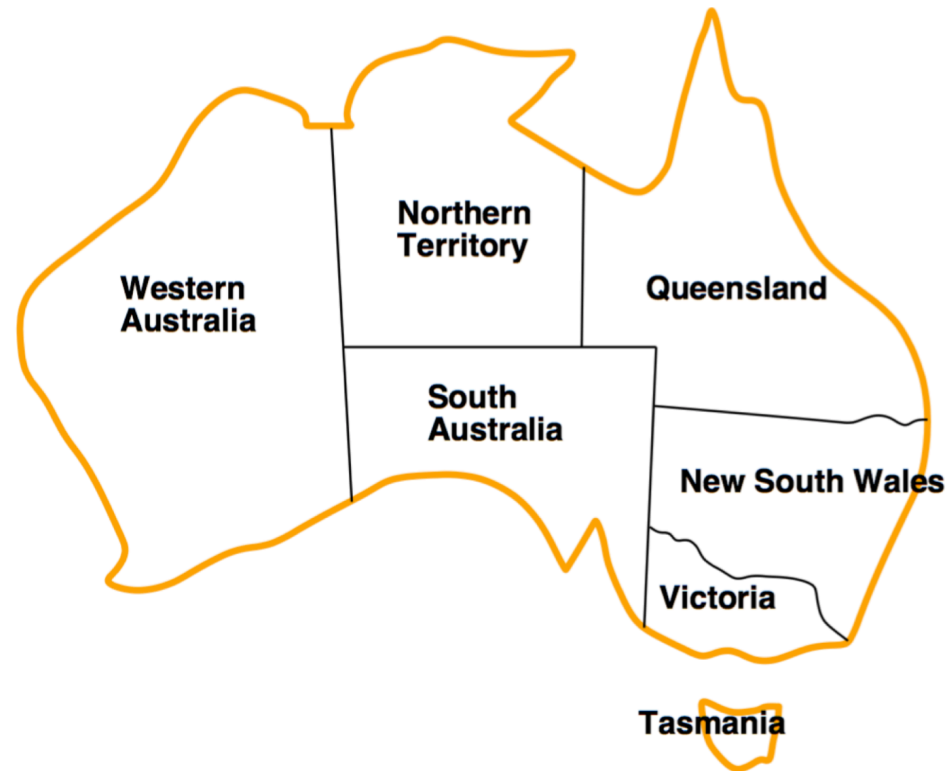 Northern
Territory
Western
Australia
Queensland
South
Australia
New South Wales
Victoria
Tasmania